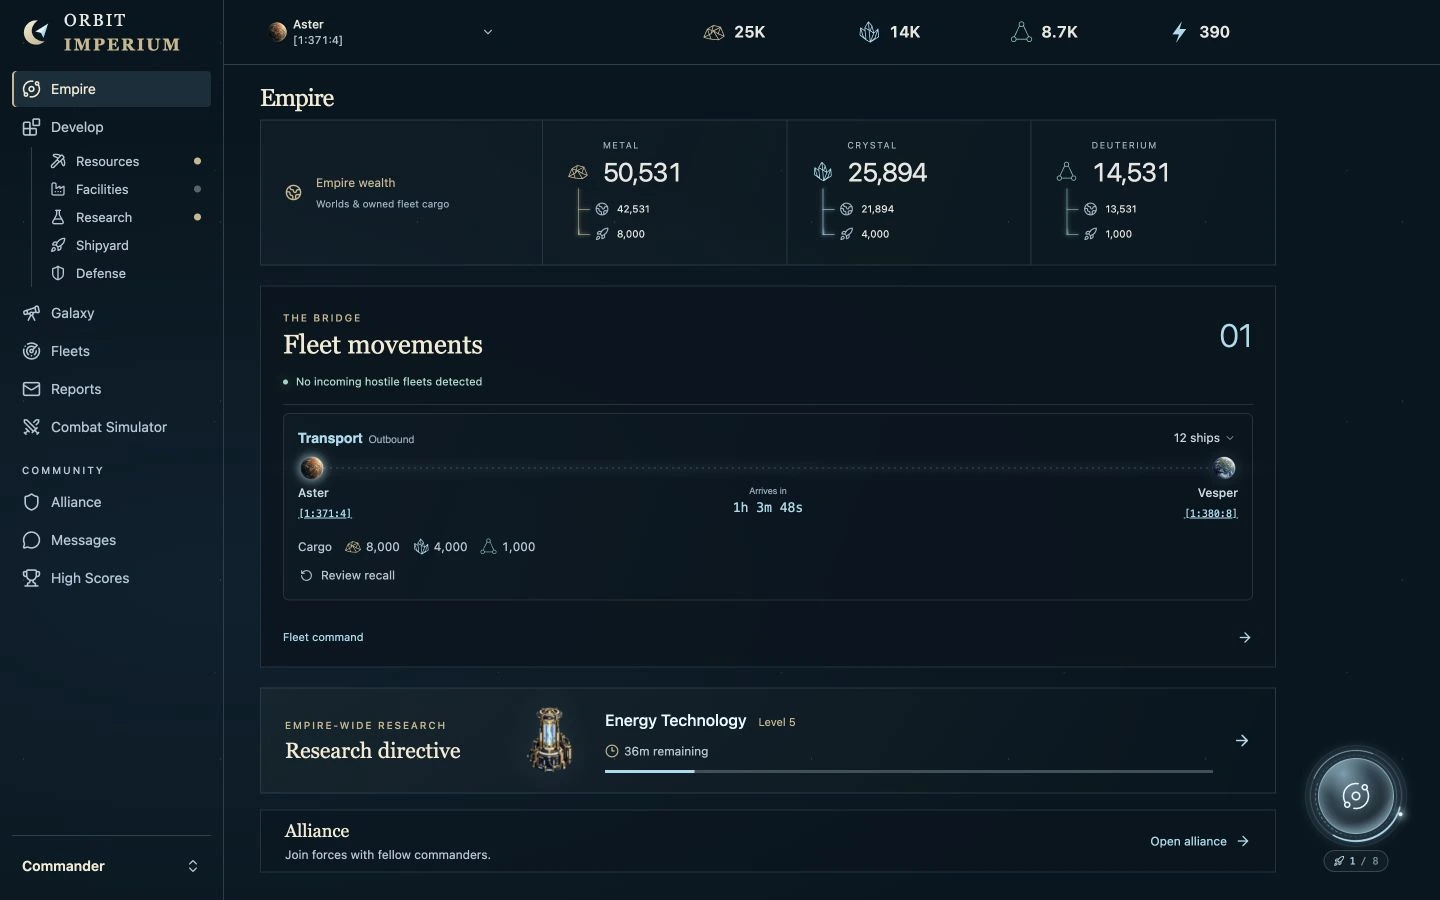 ORBIT
IMPERIUM
Aster
[1:371:4]
25K
14K
8.7K
390
Empire
Develop
Resources
Facilities
Research
Shipyard
Defense
Galaxy
Fleets
Reports
Combat Simulator
COMMUNITY
Alliance
Messages
High Scores
Commander
Empire
Empire wealth
Worlds & owned fleet cargo
METAL
50,531
42,531
8,000
CRYSTAL
25,894
21,894
4,000
DEUTERIUM
14,531
13,531
1,000
THE BRIDGE
Fleet movements
01
No incoming hostile fleets detected
Transport Outbound
12 ships
Aster
[1:371:4]
Arrives in
1h 3m 48s
Vesper
[1:380:8]
Cargo 8,000 4,000 1,000
Review recall
Fleet command
EMPIRE-WIDE RESEARCH
Research directive
Energy Technology Level 5
36m remaining
Alliance
Join forces with fellow commanders.
Open alliance
1 / 8